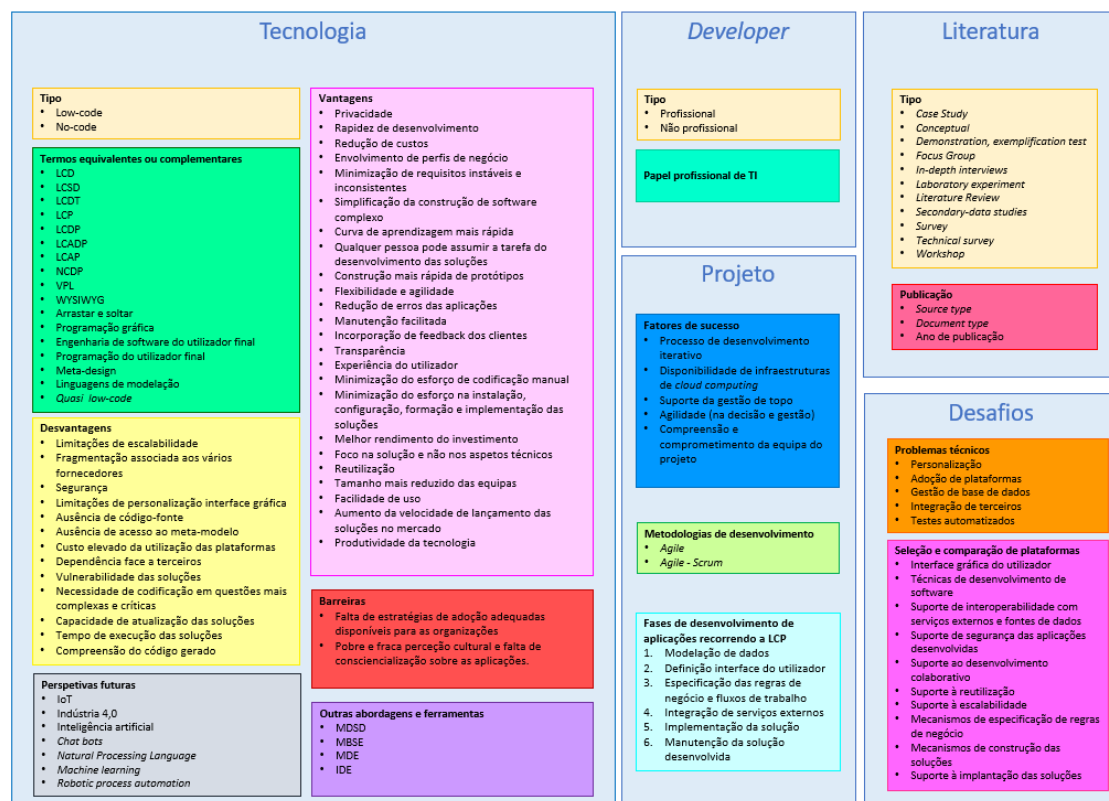 Tecnologia
Tipo
• Low-code
• No-code
Termos equivalentes ou complementares
• LCD
• LCSD
• LCDT
• LCP
• LCDP
• LCADP
• LCAP
• NCDP
• VPL
• WYSIWYG
• Arrastar e soltar
• Programação gráfica
• Engenharia de software do utilizador final
• Programação do utilizador final
• Meta-design
• Linguagens de modelação
• Quasi low-code
Desvantagens
• Limitações de escalabilidade
• Fragmentação associada aos vários
fornecedores
• Segurança
• Limitações de personalização interface gráfica
• Ausência de código-fonte
• Ausência de acesso ao meta-modelo
• Custo elevado da utilização das plataformas
• Dependência face a terceiros
• Vulnerabilidade das soluções
• Necessidade de codificação em questões mais
complexas e críticas
• Capacidade de atualização das soluções
• Tempo de execução das soluções
• Compreensão do código gerado
Perspetivas futuras
• IoT
• Indústria 4,0
• Inteligência artificial
• Chat bots
• Natural Processing Language
• Machine learning
• Robotic process automation
Vantagens
• Privacidade
• Rapidez de desenvolvimento
• Redução de custos
• Envolvimento de perfis de negócio
• Minimização de requisitos instáveis e
inconsistentes
• Simplificação da construção de software
complexo
• Curva de aprendizagem mais rápida
• Qualquer pessoa pode assumir a tarefa do
desenvolvimento das soluções
• Construção mais rápida de protótipos
• Flexibilidade e agilidade
• Redução de erros das aplicações
• Manutenção facilitada
• Incorporação de feedback dos clientes
• Transparência
• Experiência do utilizador
• Minimização do esforço de codificação manual
• Minimização do esforço na instalação,
configuração, formação e implementação das
soluções
• Melhor rendimento do investimento
• Foco na solução e não nos aspetos técnicos
• Reutilização
• Tamanho mais reduzido das equipas
• Facilidade de uso
• Aumento da velocidade de lançamento das
soluções no mercado
• Produtividade da tecnologia
Barreiras
• Falta de estratégias de adoção adequadas
disponíveis para as organizações
• Pobre e fraca perceção cultural e falta de
consciencialização sobre as aplicações.
Outras abordagens e ferramentas
• MDSD
• MBSE
• MDE
• IDE
Developer
Tipo
• Profissional
• Não profissional
Papel profissional de TI
Projeto
Fatores de sucesso
• Processo de desenvolvimento
iterativo
• Disponibilidade de infraestruturas
de cloud computing
• Suporte da gestão de topo
• Agilidade (na decisão e gestão)
• Compreensão e
comprometimento da equipa do
projeto
Metodologias de desenvolvimento
• Agile
• Agile - Scrum
Fases de desenvolvimento de
aplicações recorrendo a LCP
1. Modelação de dados
2. Definição interface do utilizador
3. Especificação das regras de
negócio e fluxos de trabalho
4. Integração de serviços externos
5. Implementação da solução
6. Manutenção da solução
desenvolvida
Literatura
Tipo
• Case Study
• Conceptual
• Demonstration, exemplification test
• Focus Group
• In-depth interviews
• Laboratory experiment
• Literature Review
• Secondary-data studies
• Survey
• Technical survey
• Workshop
Publicação
• Source type
• Document type
• Ano de publicação
Desafios
Problemas técnicos
• Personalização
• Adoção de plataformas
• Gestão de base de dados
• Integração de terceiros
• Testes automatizados
Seleção e comparação de plataformas
• Interface gráfica do utilizador
• Técnicas de desenvolvimento de
software
• Suporte de interoperabilidade com
serviços externos e fontes de dados
• Suporte de segurança das aplicações
desenvolvidas
• Suporte ao desenvolvimento
colaborativo
• Suporte à reutilização
• Suporte à escalabilidade
• Mecanismos de especificação de regras
de negócio
• Mecanismos de construção das
soluções
• Suporte à implantação das soluções